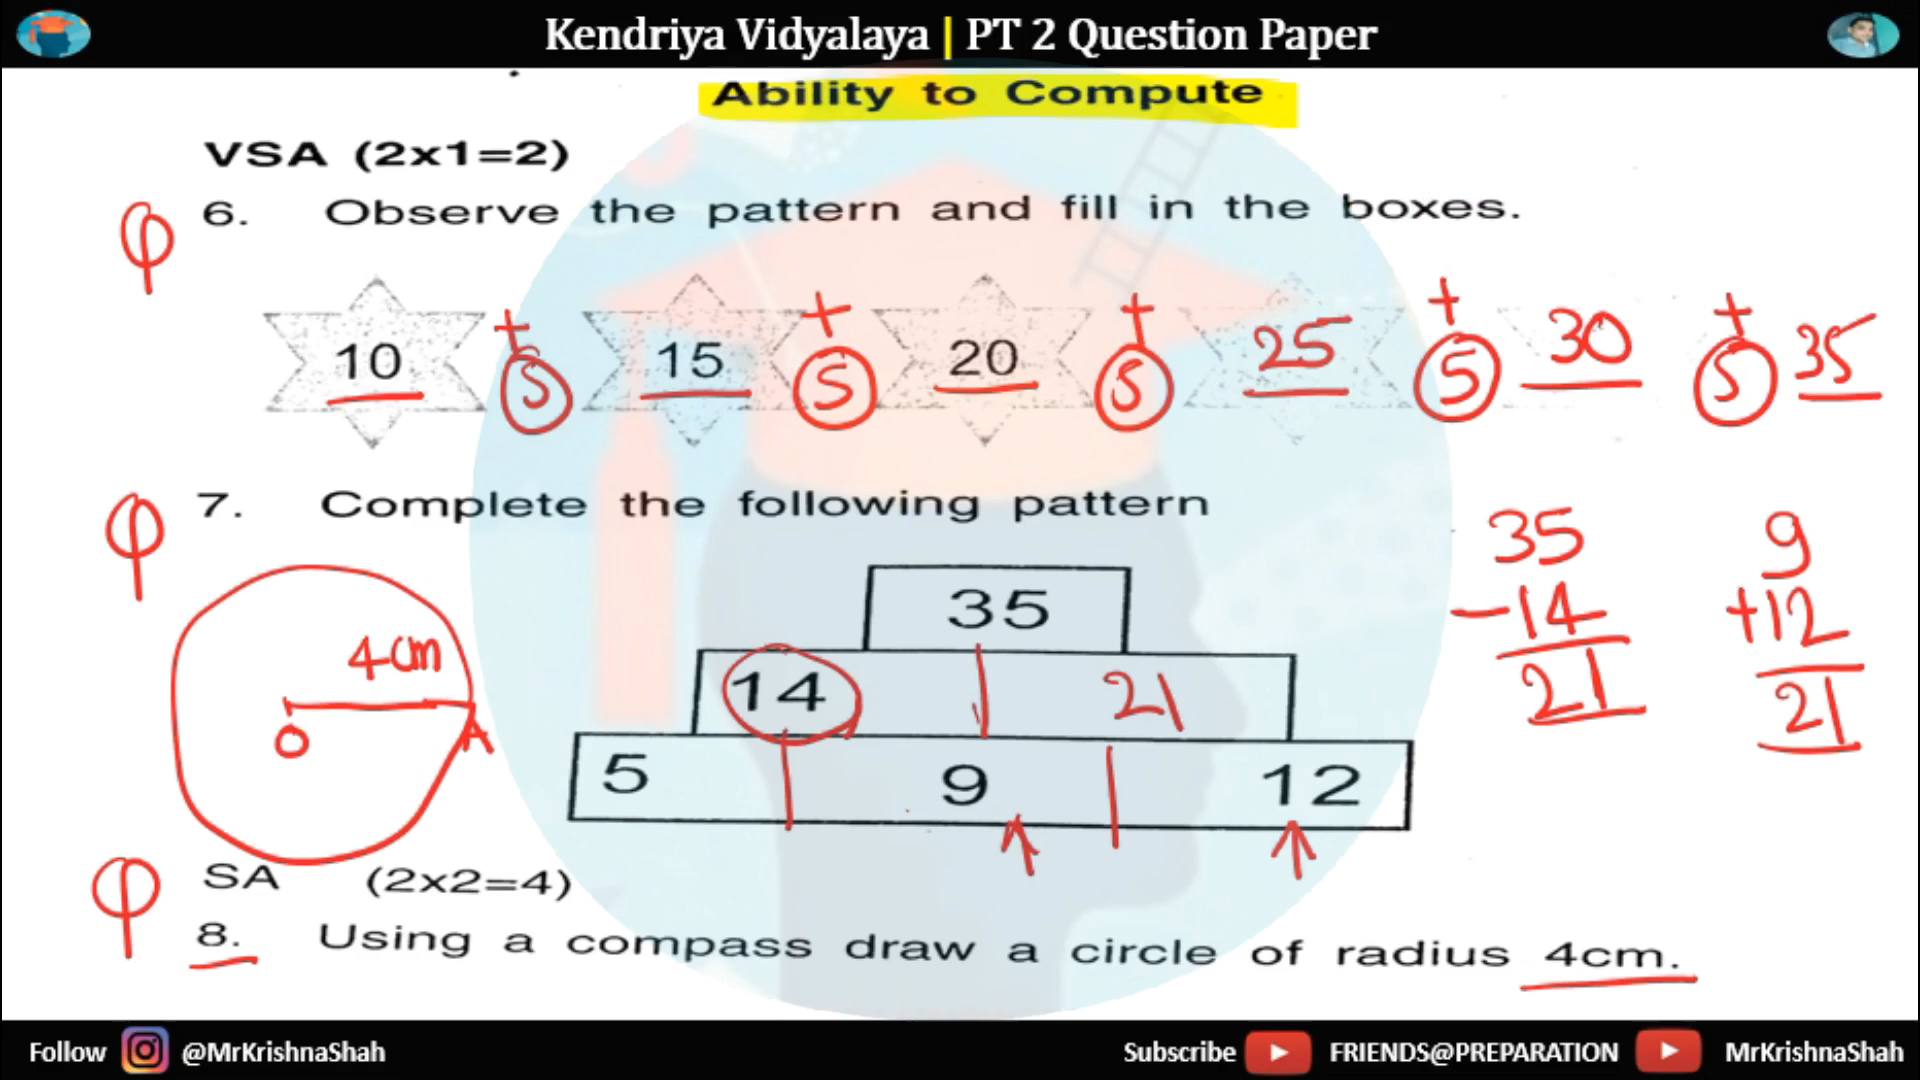 Kendriya Vidyalaya | PT 2 Question Paper
Ability to Compute
VSA (2x1=2)
6. Observe the pattern and fill in the boxes.
10 +5 15 +5 20 +5 25 +5 30 +5 35
7. Complete the following pattern
35
14 21
5 9 12
4cm
O A
35
-14
21
9
+12
21
SA (2x2=4)
8. Using a compass draw a circle of radius 4cm.
Follow @MrKrishnaShah Subscribe FRIENDS@PREPARATION MrKrishnaShah